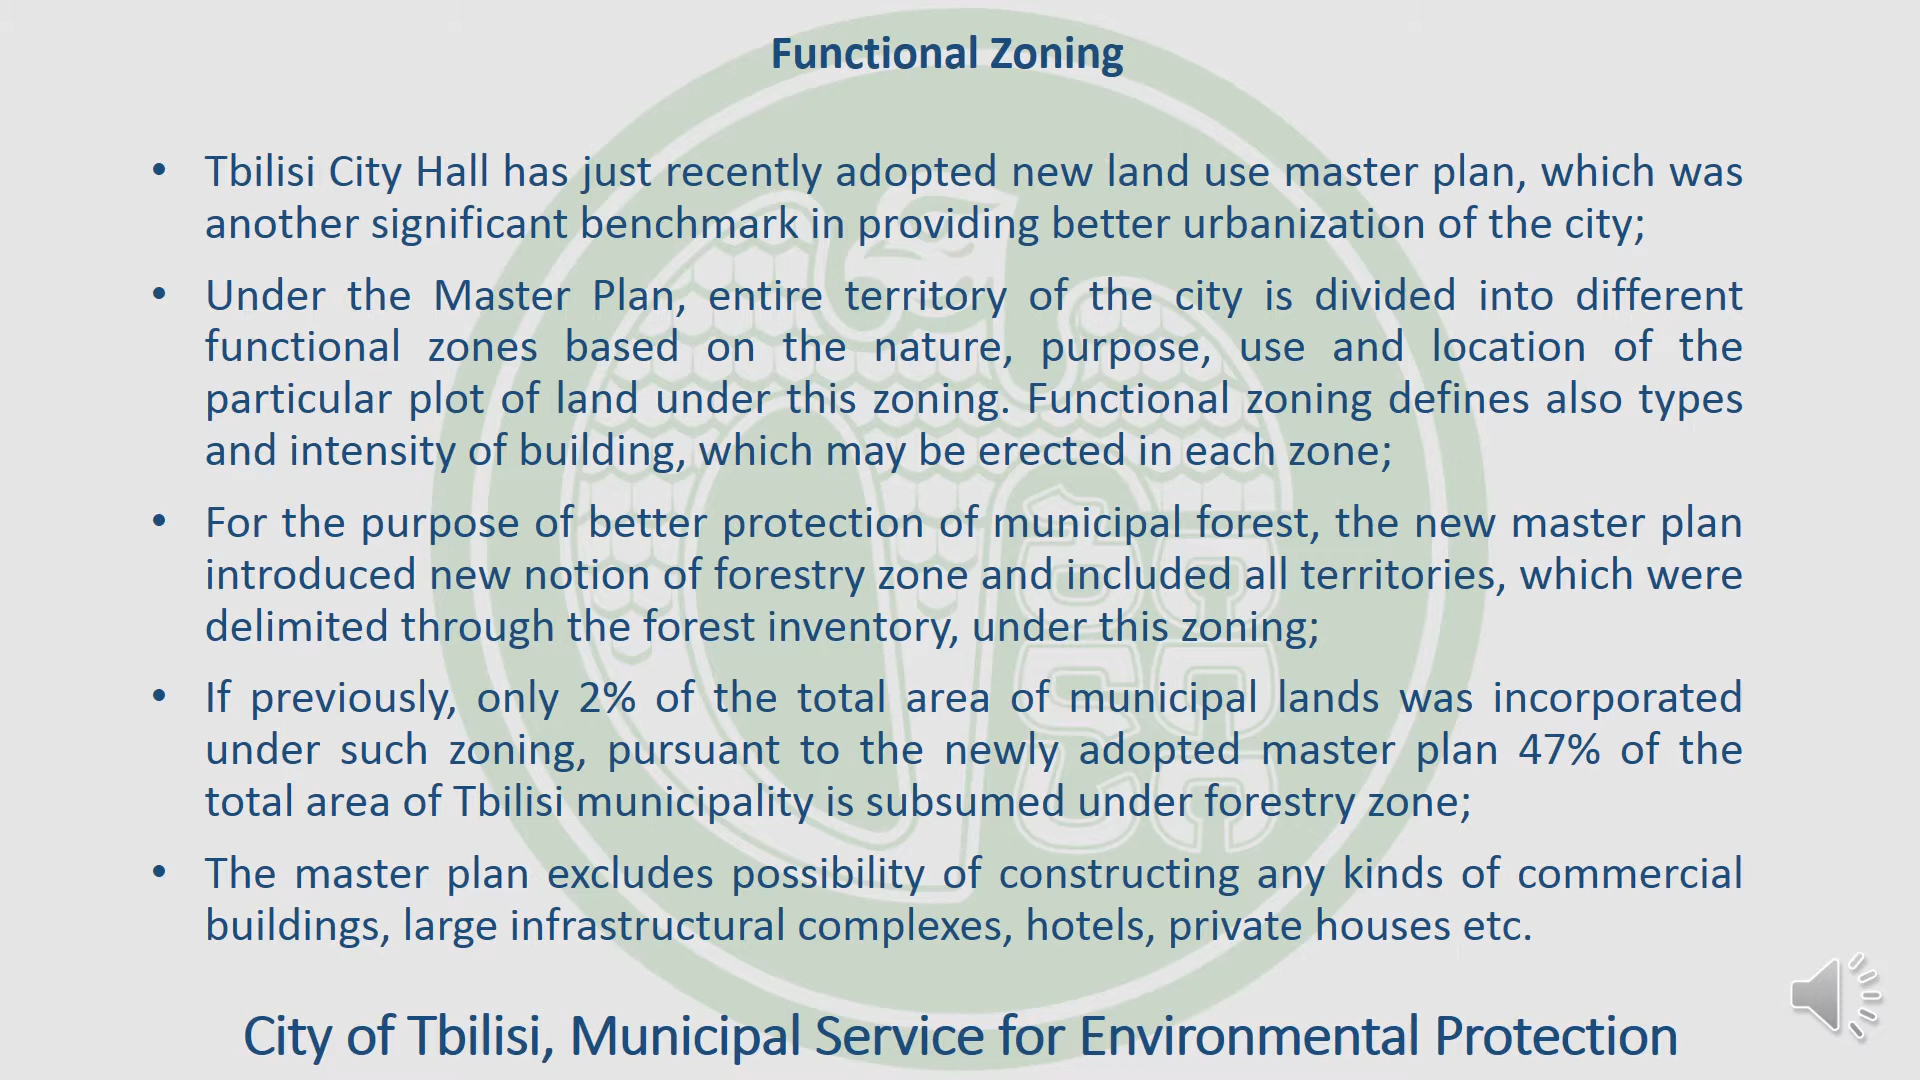 Functional Zoning
• Tbilisi City Hall has just recently adopted new land use master plan, which was
another significant benchmark in providing better urbanization of the city;
• Under the Master Plan, entire territory of the city is divided into different
functional zones based on the nature, purpose, use and location of the
particular plot of land under this zoning. Functional zoning defines also types
and intensity of building, which may be erected in each zone;
• For the purpose of better protection of municipal forest, the new master plan
introduced new notion of forestry zone and included all territories, which were
delimited through the forest inventory, under this zoning;
• If previously, only 2% of the total area of municipal lands was incorporated
under such zoning, pursuant to the newly adopted master plan 47% of the
total area of Tbilisi municipality is subsumed under forestry zone;
• The master plan excludes possibility of constructing any kinds of commercial
buildings, large infrastructural complexes, hotels, private houses etc.
City of Tbilisi, Municipal Service for Environmental Protection